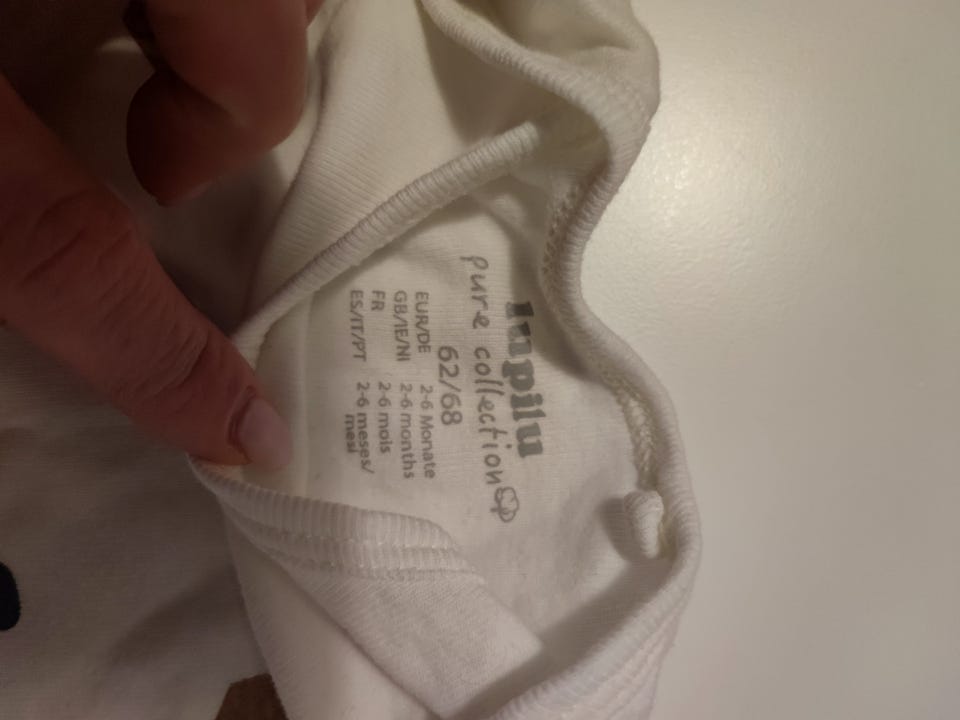 lupilu
pure collection
62/68
EUR/DE 2-6 Monate
GB/IE/NI 2-6 months
FR 2-6 mois
ES/IT/PT 2-6 meses/
mesi